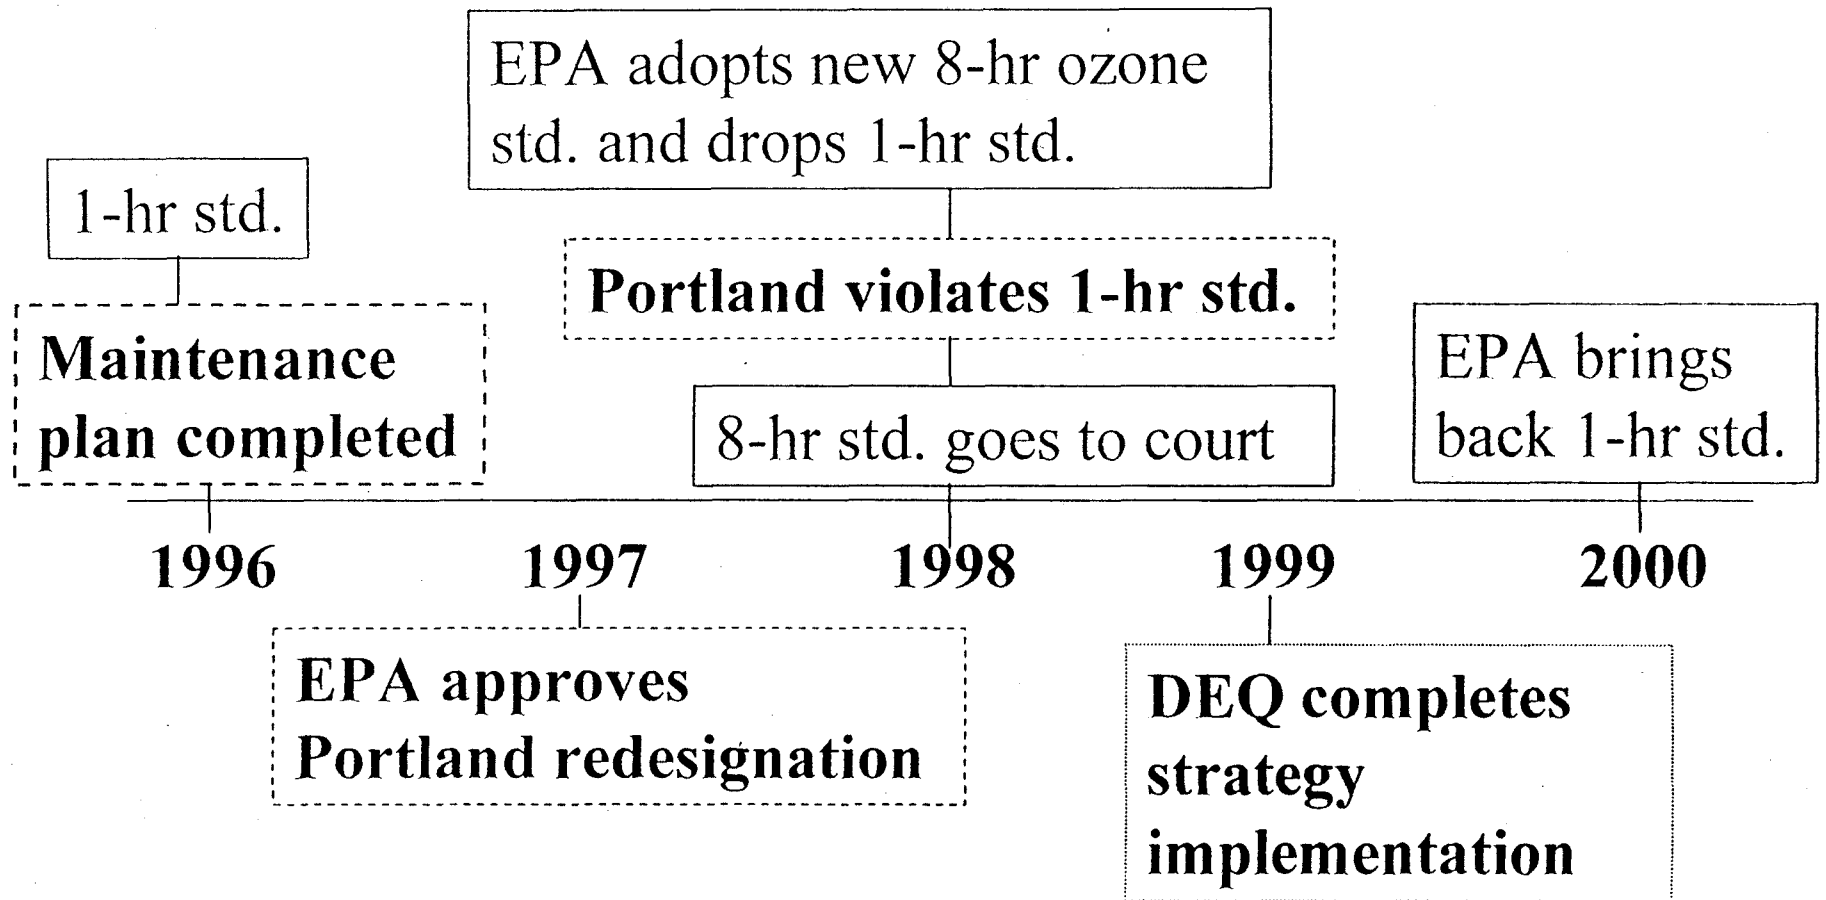 EPA adopts new 8-hr ozone
std. and drops 1-hr std.
1-hr std.
Portland violates 1-hr std.
Maintenance
plan completed
8-hr std. goes to court
EPA brings
back 1-hr std.
1996
1997
1998
1999
2000
EPA approves
Portland redesignation
DEQ completes
strategy
implementation